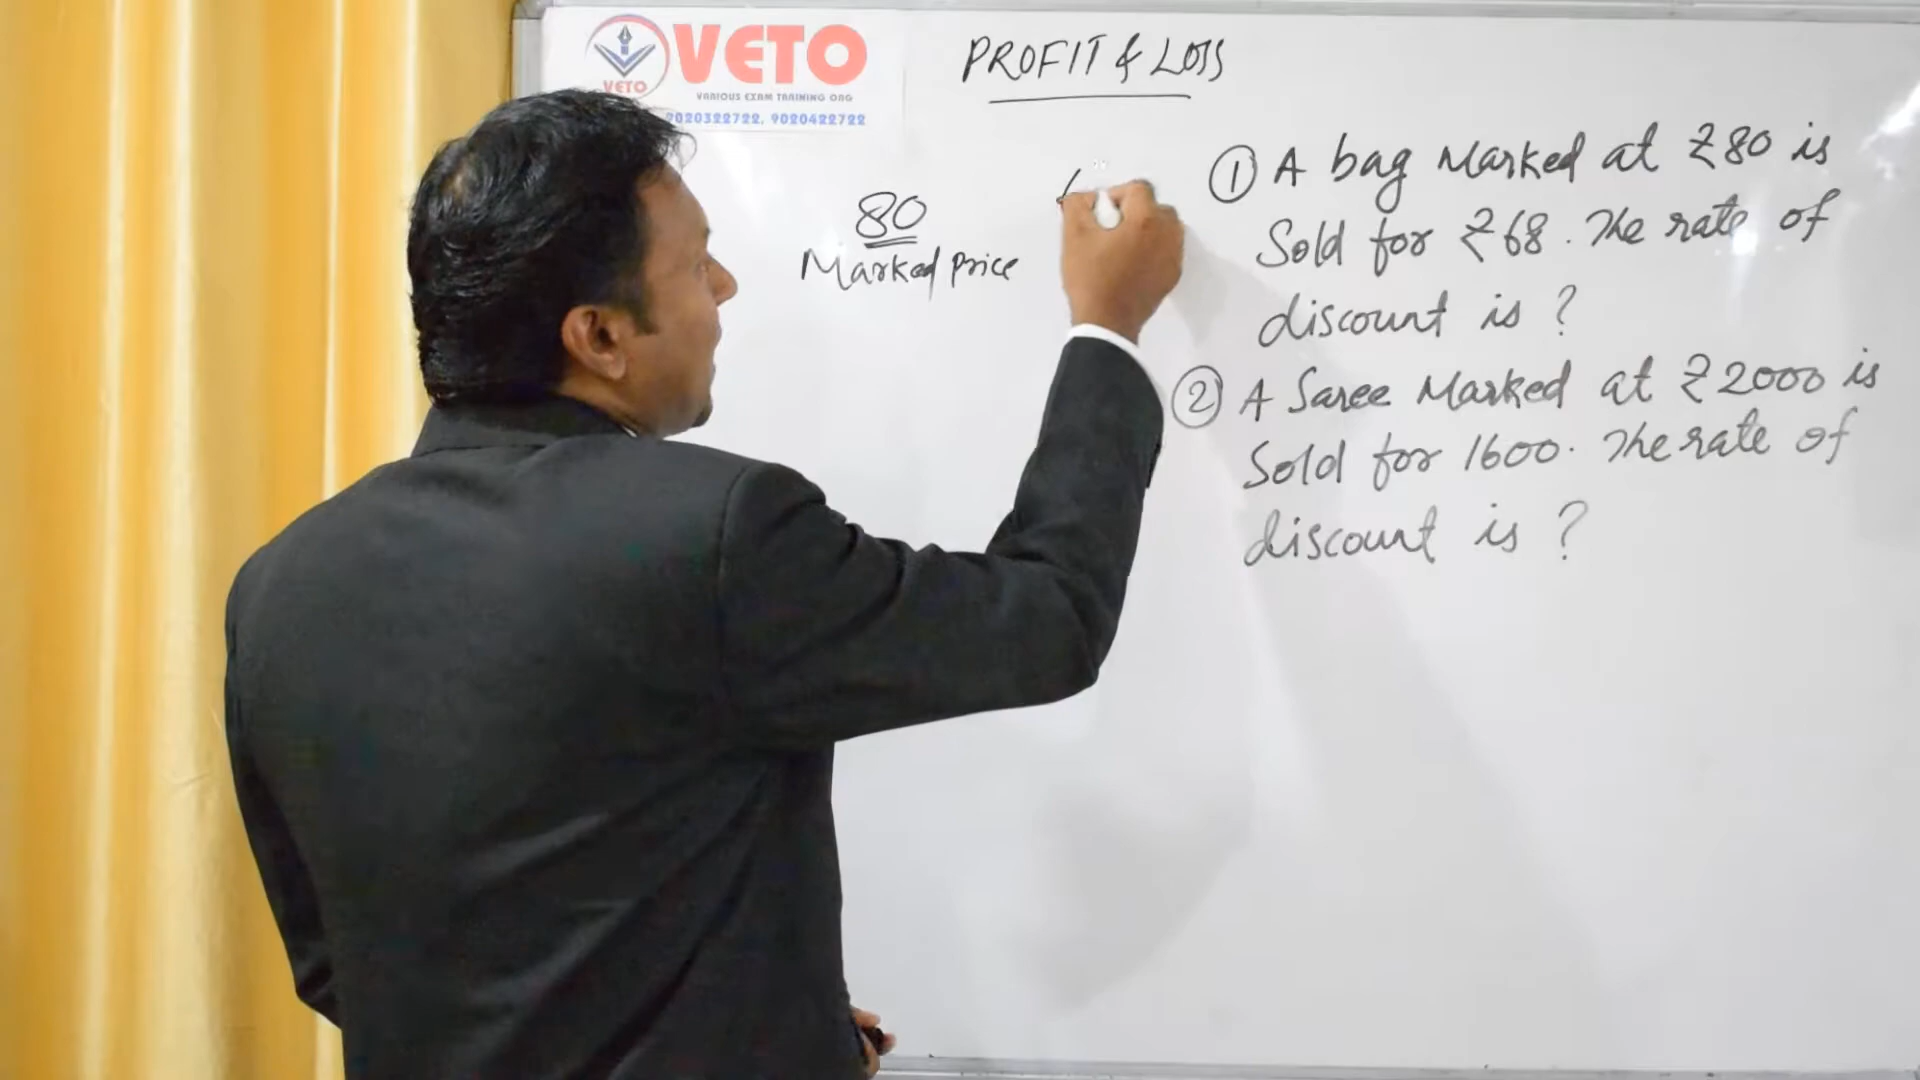 VETO
VETO
VARIOUS EXAM TRAINING ORG
9020322722, 9020422722
PROFIT & LOSS
80
Marked price
① A bag Marked at ₹80 is
Sold for ₹68. The rate of
discount is ?
② A Saree Marked at ₹2000 is
Sold for 1600. The rate of
discount is ?